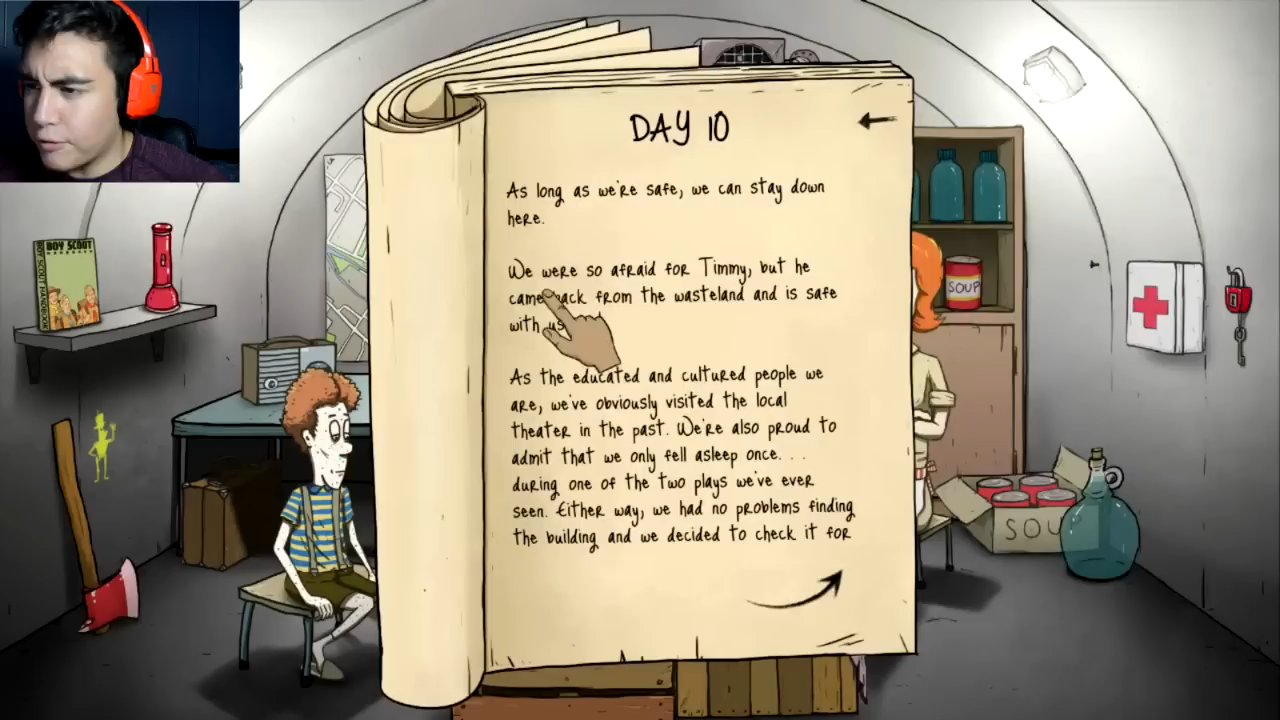 DAY 10
As long as we're safe, we can stay down
here.
We were so afraid for Timmy, but he
came back from the wasteland and is safe
with us
As the educated and cultured people we
are, we've obviously visited the local
theater in the past. We're also proud to
admit that we only fell asleep once. . .
during one of the two plays we've ever
seen. Either way, we had no problems finding
the building and we decided to check it for
BOY SCOUT
BOY SCOUT HANDBOOK
SOUP
SOU